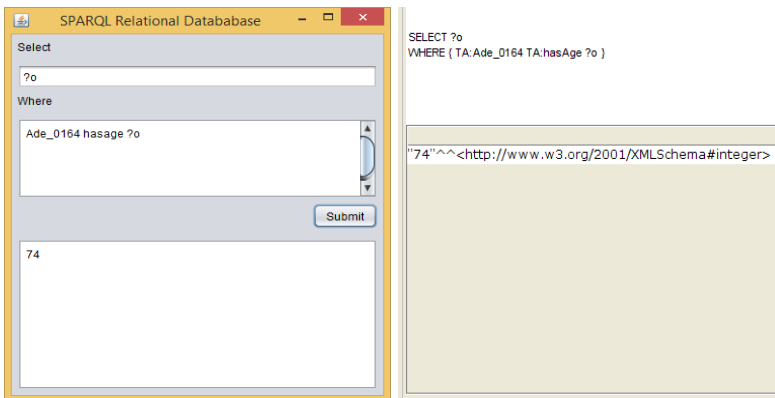 SPARQL Relational Datababase
Select
?o
Where
Ade_0164 hasage ?o
Submit
74
SELECT ?o
WHERE { TA:Ade_0164 TA:hasAge ?o }
"74"^^<http://www.w3.org/2001/XMLSchema#integer>